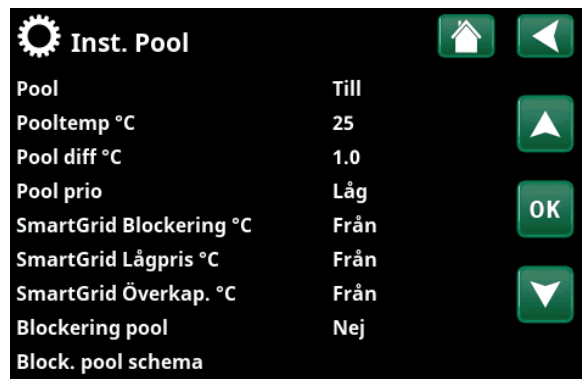 Inst. Pool
Pool Till
Pooltemp °C 25
Pool diff °C 1.0
Pool prio Låg
SmartGrid Blockering °C Från
SmartGrid Lågpris °C Från
SmartGrid Överkap. °C Från
Blockering pool Nej
Block. pool schema
OK